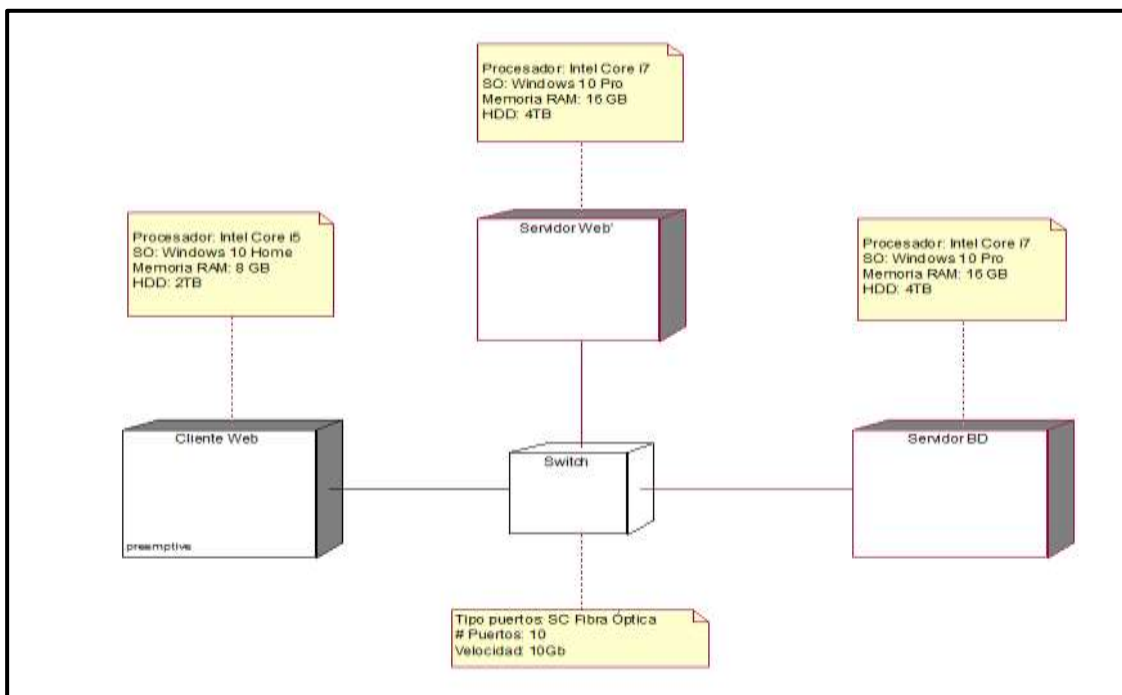 Procesador: Intel Core i7
SO: Windows 10 Pro
Memoria RAM: 16 GB
HDD: 4TB
Servidor Web'
Procesador: Intel Core i5
SO: Windows 10 Home
Memoria RAM: 8 GB
HDD: 2TB
Procesador: Intel Core i7
SO: Windows 10 Pro
Memoria RAM: 16 GB
HDD: 4TB
Cliente Web
preemptive
Switch
Servidor BD
Tipo puertos: SC Fibra Óptica
# Puertos: 10
Velocidad: 10Gb